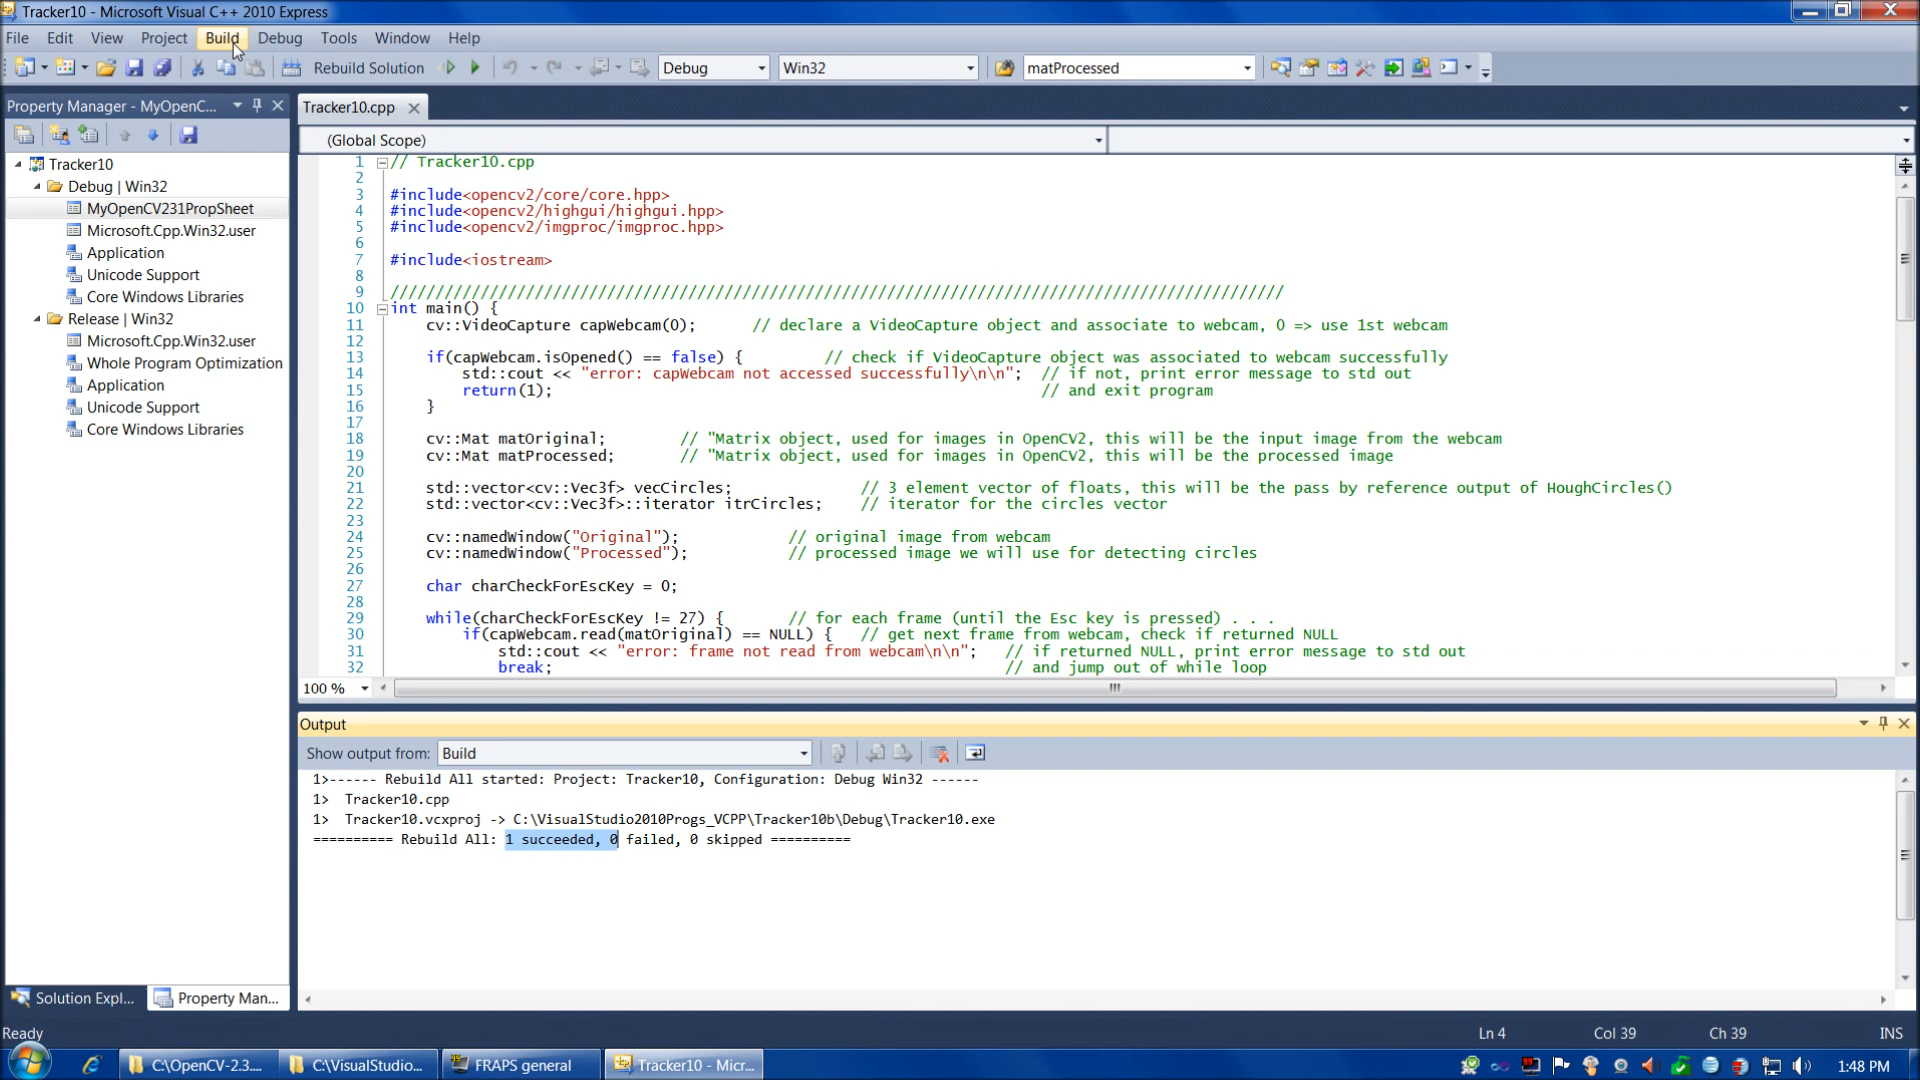 Tracker10 - Microsoft Visual C++ 2010 Express
File Edit View Project Build Debug Tools Window Help
Rebuild Solution Debug Win32 matProcessed
Property Manager - MyOpenC...
Tracker10
Debug | Win32
MyOpenCV231PropSheet
Microsoft.Cpp.Win32.user
Application
Unicode Support
Core Windows Libraries
Release | Win32
Microsoft.Cpp.Win32.user
Whole Program Optimization
Application
Unicode Support
Core Windows Libraries
Solution Expl... Property Man...
Tracker10.cpp
(Global Scope)
1 // Tracker10.cpp
2
3 #include<opencv2/core/core.hpp>
4 #include<opencv2/highgui/highgui.hpp>
5 #include<opencv2/imgproc/imgproc.hpp>
6
7 #include<iostream>
8
9 ///////////////////////////////////////////////////////////////////////////////////////////////////
10 int main() {
11 cv::VideoCapture capWebcam(0); // declare a VideoCapture object and associate to webcam, 0 => use 1st webcam
12
13 if(capWebcam.isOpened() == false) { // check if VideoCapture object was associated to webcam successfully
14 std::cout << "error: capWebcam not accessed successfully\n\n"; // if not, print error message to std out
15 return(1); // and exit program
16 }
17
18 cv::Mat matOriginal; // "Matrix object, used for images in OpenCV2, this will be the input image from the webcam
19 cv::Mat matProcessed; // "Matrix object, used for images in OpenCV2, this will be the processed image
20
21 std::vector<cv::Vec3f> vecCircles; // 3 element vector of floats, this will be the pass by reference output of HoughCircles()
22 std::vector<cv::Vec3f>::iterator itrCircles; // iterator for the circles vector
23
24 cv::namedWindow("Original"); // original image from webcam
25 cv::namedWindow("Processed"); // processed image we will use for detecting circles
26
27 char charCheckForEscKey = 0;
28
29 while(charCheckForEscKey != 27) { // for each frame (until the Esc key is pressed) . . .
30 if(capWebcam.read(matOriginal) == NULL) { // get next frame from webcam, check if returned NULL
31 std::cout << "error: frame not read from webcam\n\n"; // if returned NULL, print error message to std out
32 break; // and jump out of while loop
100 %
Output
Show output from: Build
1>------ Rebuild All started: Project: Tracker10, Configuration: Debug Win32 ------
1> Tracker10.cpp
1> Tracker10.vcxproj -> C:\VisualStudio2010Progs_VCPP\Tracker10b\Debug\Tracker10.exe
========== Rebuild All: 1 succeeded, 0 failed, 0 skipped ==========
Ready Ln 4 Col 39 Ch 39 INS
C:\OpenCV-2.3.... C:\VisualStudio... FRAPS general Tracker10 - Micr... 1:48 PM